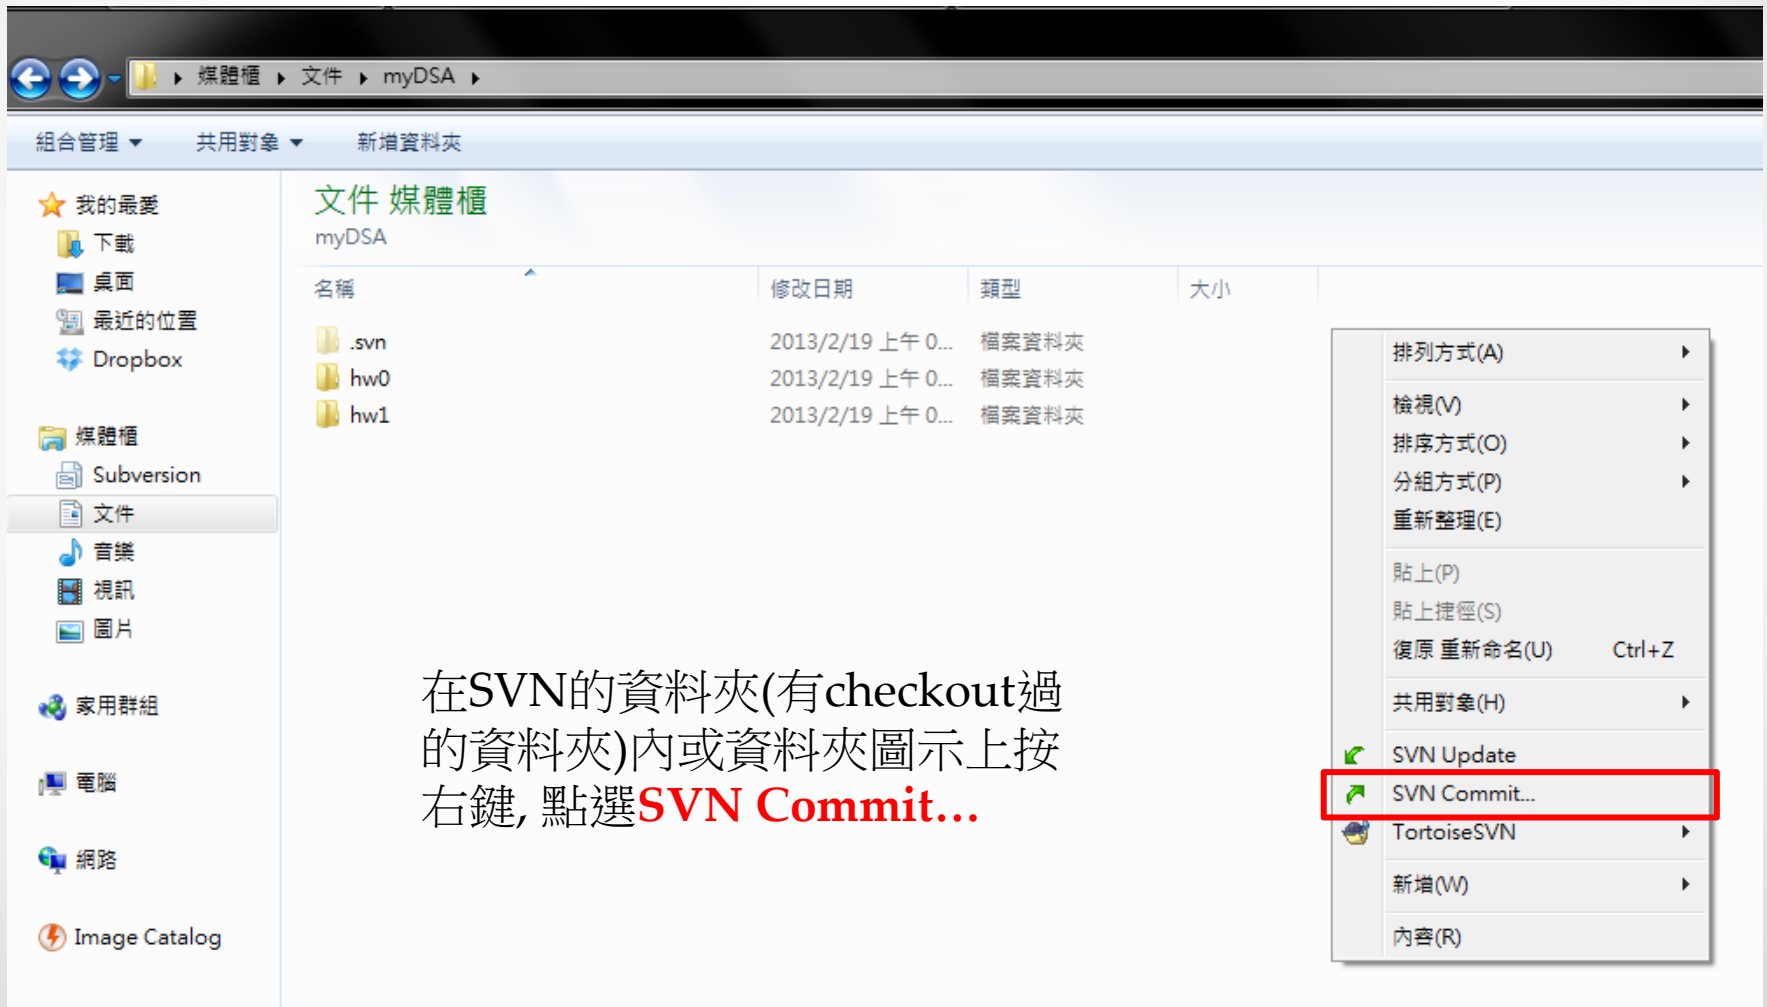 媒體櫃 文件 myDSA
組合管理 共用對象 新增資料夾
我的最愛
下載
桌面
最近的位置
Dropbox
媒體櫃
Subversion
文件
音樂
視訊
圖片
家用群組
電腦
網路
Image Catalog
文件 媒體櫃
myDSA
名稱 修改日期 類型 大小
.svn 2013/2/19 上午 0... 檔案資料夾
hw0 2013/2/19 上午 0... 檔案資料夾
hw1 2013/2/19 上午 0... 檔案資料夾
在SVN的資料夾(有checkout過
的資料夾)內或資料夾圖示上按
右鍵, 點選SVN Commit…
排列方式(A)
檢視(V)
排序方式(O)
分組方式(P)
重新整理(E)
貼上(P)
貼上捷徑(S)
復原 重新命名(U) Ctrl+Z
共用對象(H)
SVN Update
SVN Commit...
TortoiseSVN
新增(W)
內容(R)